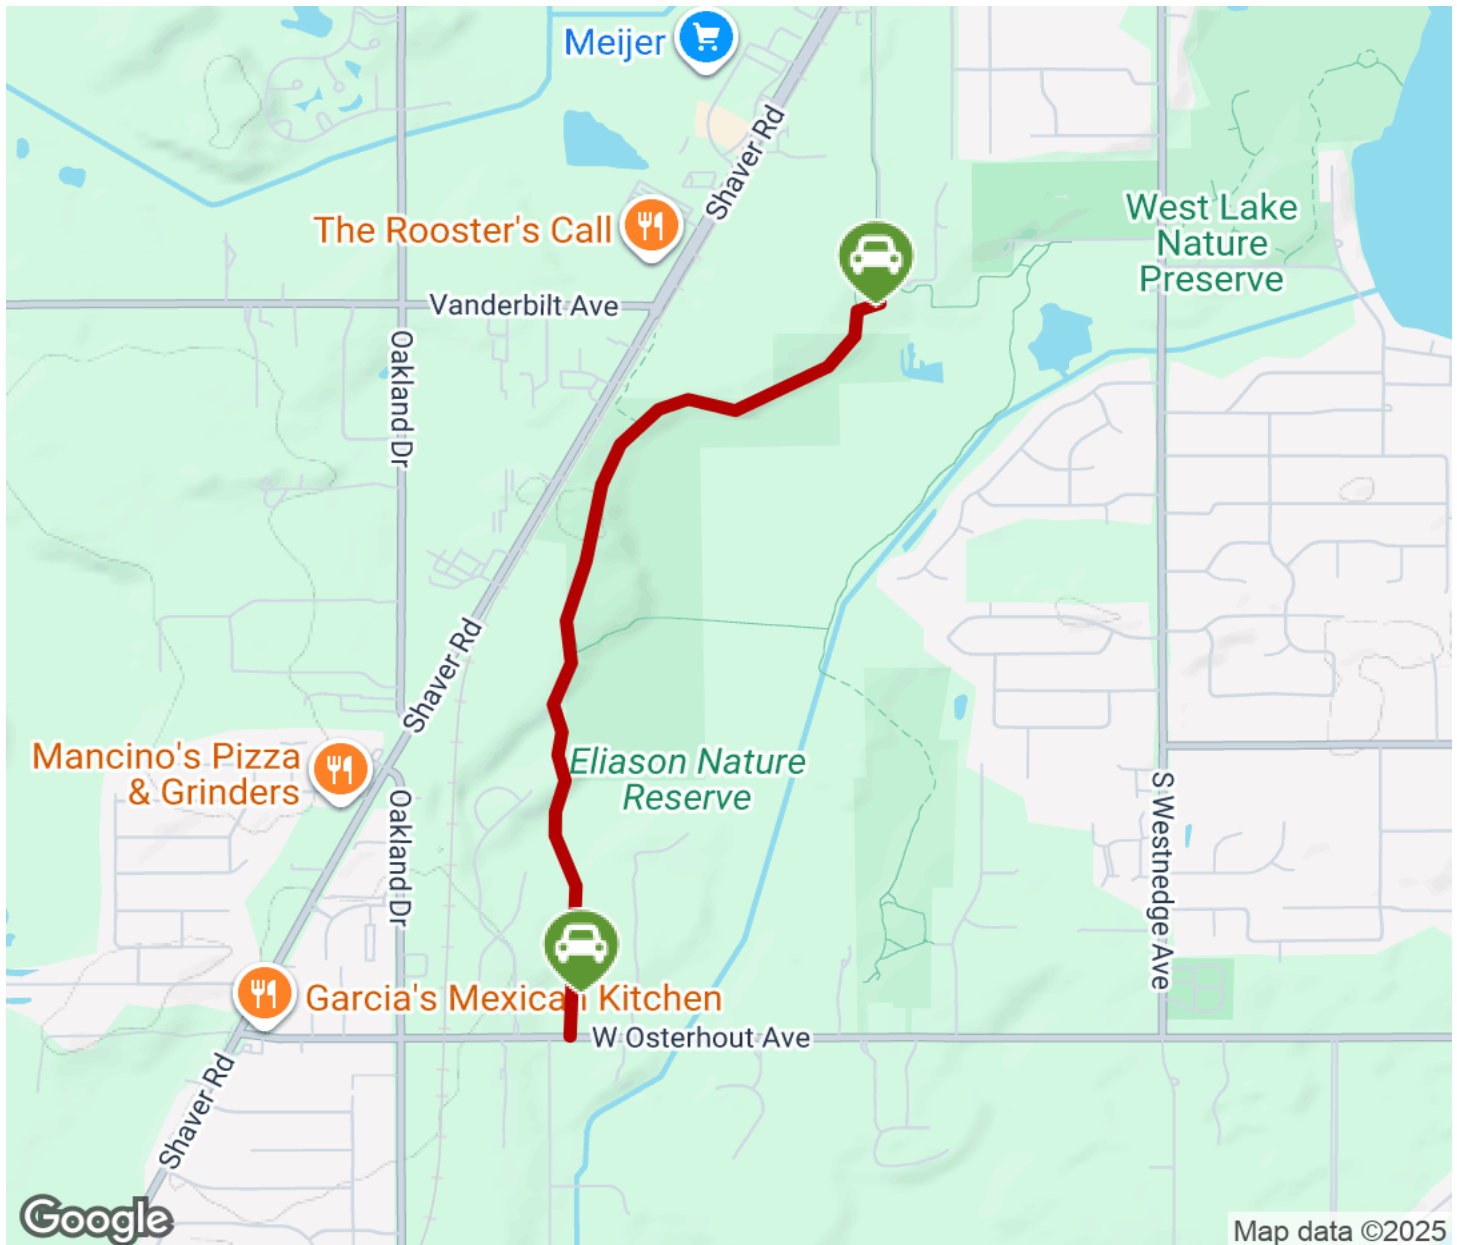 Meijer
Shaver Rd
The Rooster's Call
West Lake
Nature
Preserve
Vanderbilt Ave
Oakland Dr
Shaver Rd
Mancino's Pizza
& Grinders
Eliason Nature
Reserve
Oakland Dr
S Westnedge Ave
Garcia's Mexican Kitchen
W Osterhout Ave
Shaver Rd
Google
Map data ©2025